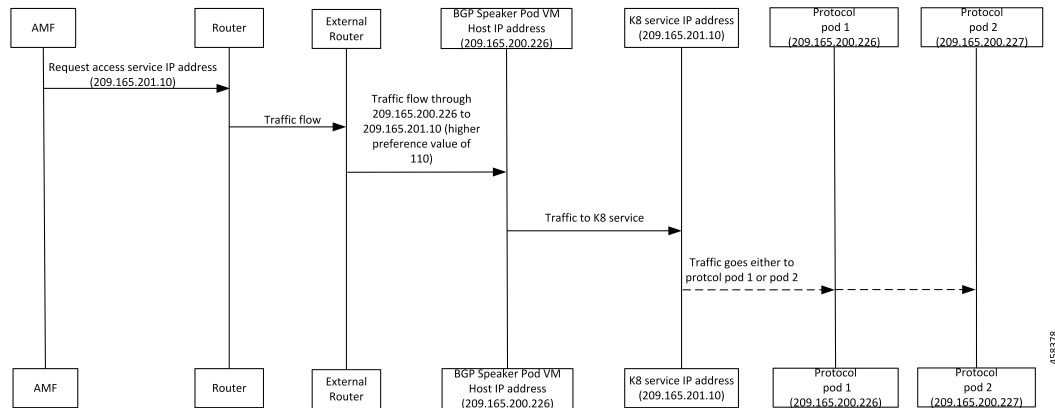 AMF
Router
External
Router
BGP Speaker Pod VM
Host IP address
(209.165.200.226)
K8 service IP address
(209.165.201.10)
Protocol
pod 1
(209.165.200.226)
Protocol
pod 2
(209.165.200.227)
Request access service IP address
(209.165.201.10)
Traffic flow
Traffic flow through
209.165.200.226 to
209.165.201.10 (higher
preference value of
110)
Traffic to K8 service
Traffic goes either to
protcol pod 1 or pod 2
458378
AMF
Router
External
Router
BGP Speaker Pod VM
Host IP address
(209.165.200.226)
K8 service IP address
(209.165.201.10)
Protocol
pod 1
(209.165.200.226)
Protocol
pod 2
(209.165.200.227)